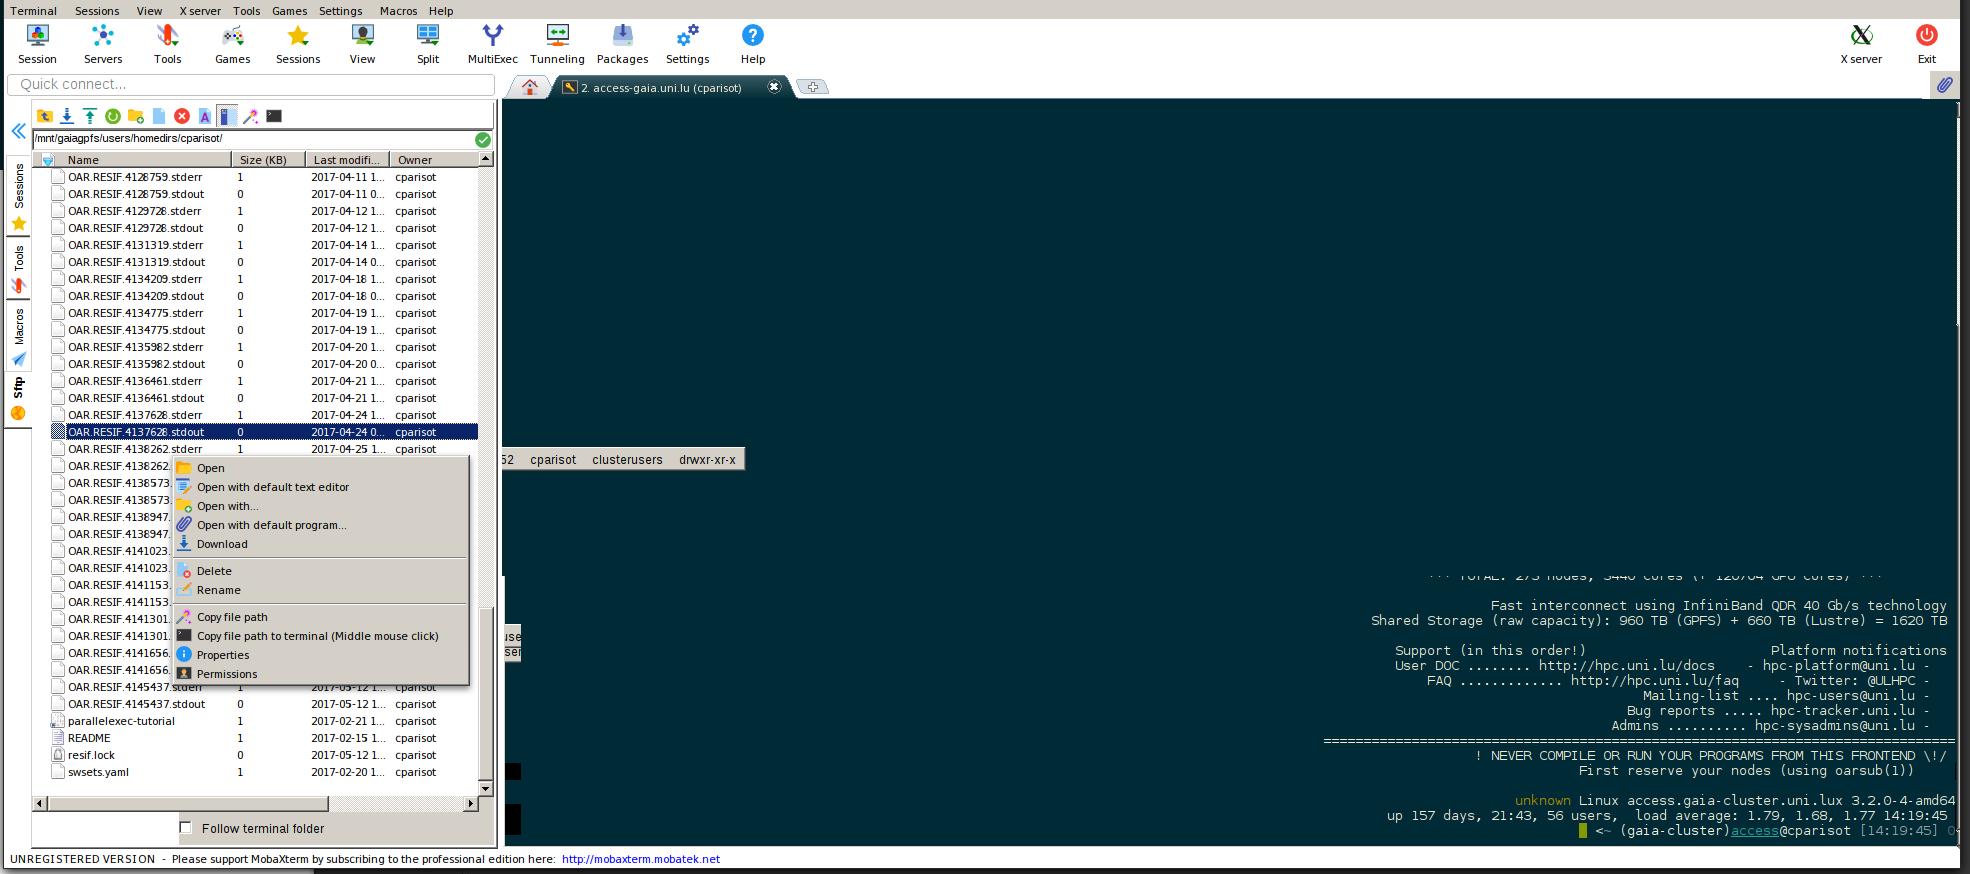 Terminal Sessions View X server Tools Games Settings Macros Help
Session Servers Tools Games Sessions View Split MultiExec Tunneling Packages Settings Help X server Exit
Quick connect...
2. access-gaia.uni.lu (cparisot)
/mnt/gaiagpfs/users/homedirs/cparisot/
Sessions
Tools
Macros
Sftp
Name Size (KB) Last modifi... Owner
OAR.RESIF.4128759.stderr 1 2017-04-11 1... cparisot
OAR.RESIF.4128759.stdout 0 2017-04-11 0... cparisot
OAR.RESIF.4129728.stderr 1 2017-04-12 1... cparisot
OAR.RESIF.4129728.stdout 0 2017-04-12 1... cparisot
OAR.RESIF.4131319.stderr 1 2017-04-14 1... cparisot
OAR.RESIF.4131319.stdout 0 2017-04-14 0... cparisot
OAR.RESIF.4134209.stderr 1 2017-04-18 1... cparisot
OAR.RESIF.4134209.stdout 0 2017-04-18 0... cparisot
OAR.RESIF.4134775.stderr 1 2017-04-19 1... cparisot
OAR.RESIF.4134775.stdout 0 2017-04-19 1... cparisot
OAR.RESIF.4135982.stderr 1 2017-04-20 1... cparisot
OAR.RESIF.4135982.stdout 0 2017-04-20 0... cparisot
OAR.RESIF.4136461.stderr 1 2017-04-21 1... cparisot
OAR.RESIF.4136461.stdout 0 2017-04-21 1... cparisot
OAR.RESIF.4137628.stderr 1 2017-04-24 1... cparisot
OAR.RESIF.4137628.stdout 0 2017-04-24 0... cparisot
OAR.RESIF.4138262.stderr 1 2017-04-25 1... cparisot
OAR.RESIF.4138262.
OAR.RESIF.4138573.
OAR.RESIF.4138573.
OAR.RESIF.4138947.
OAR.RESIF.4138947.
OAR.RESIF.4141023.
OAR.RESIF.4141023.
OAR.RESIF.4141153.
OAR.RESIF.4141153.
OAR.RESIF.4141301.
OAR.RESIF.4141301.
OAR.RESIF.4141656.
OAR.RESIF.4141656.
OAR.RESIF.4145437.stderr 1 2017-05-12 1... cparisot
OAR.RESIF.4145437.stdout 0 2017-05-12 1... cparisot
parallelexec-tutorial 1 2017-02-21 1... cparisot
README 1 2017-02-15 1... cparisot
resif.lock 0 2017-05-12 1... cparisot
swsets.yaml 1 2017-02-20 1... cparisot
Open
Open with default text editor
Open with...
Open with default program...
Download
Delete
Rename
Copy file path
Copy file path to terminal (Middle mouse click)
Properties
Permissions
Follow terminal folder
52 cparisot clusterusers drwxr-xr-x
Fast interconnect using InfiniBand QDR 40 Gb/s technology
Shared Storage (raw capacity): 960 TB (GPFS) + 660 TB (Lustre) = 1620 TB
Support (in this order!) Platform notifications
User DOC ........ http://hpc.uni.lu/docs - hpc-platform@uni.lu -
FAQ ............. http://hpc.uni.lu/faq - Twitter: @ULHPC -
Mailing-list .... hpc-users@uni.lu -
Bug reports ..... hpc-tracker.uni.lu -
Admins .......... hpc-sysadmins@uni.lu -
===============================================================================
! NEVER COMPILE OR RUN YOUR PROGRAMS FROM THIS FRONTEND \!/
First reserve your nodes (using oarsub(1))
unknown Linux access.gaia-cluster.uni.lux 3.2.0-4-amd64
up 157 days, 21:43, 56 users, load average: 1.79, 1.68, 1.77 14:19:45
<~ (gaia-cluster)access@cparisot [14:19:45] 0
UNREGISTERED VERSION - Please support MobaXterm by subscribing to the professional edition here: http://mobaxterm.mobatek.net